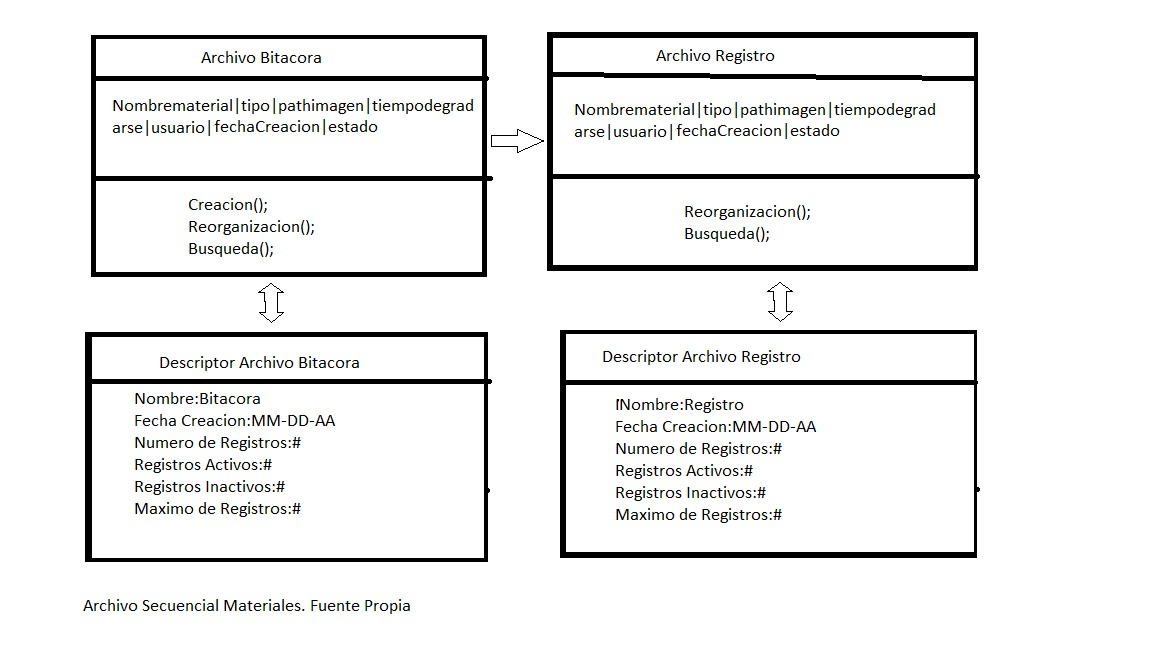 Archivo Bitacora
Nombrematerial|tipo|pathimagen|tiempodegrad
arse|usuario|fechaCreacion|estado
Creacion();
Reorganizacion();
Busqueda();
Archivo Registro
Nombrematerial|tipo|pathimagen|tiempodegrad
arse|usuario|fechaCreacion|estado
Reorganizacion();
Busqueda();
Descriptor Archivo Bitacora
Nombre:Bitacora
Fecha Creacion:MM-DD-AA
Numero de Registros:#
Registros Activos:#
Registros Inactivos:#
Maximo de Registros:#
Descriptor Archivo Registro
Nombre:Registro
Fecha Creacion:MM-DD-AA
Numero de Registros:#
Registros Activos:#
Registros Inactivos:#
Maximo de Registros:#
Archivo Secuencial Materiales. Fuente Propia